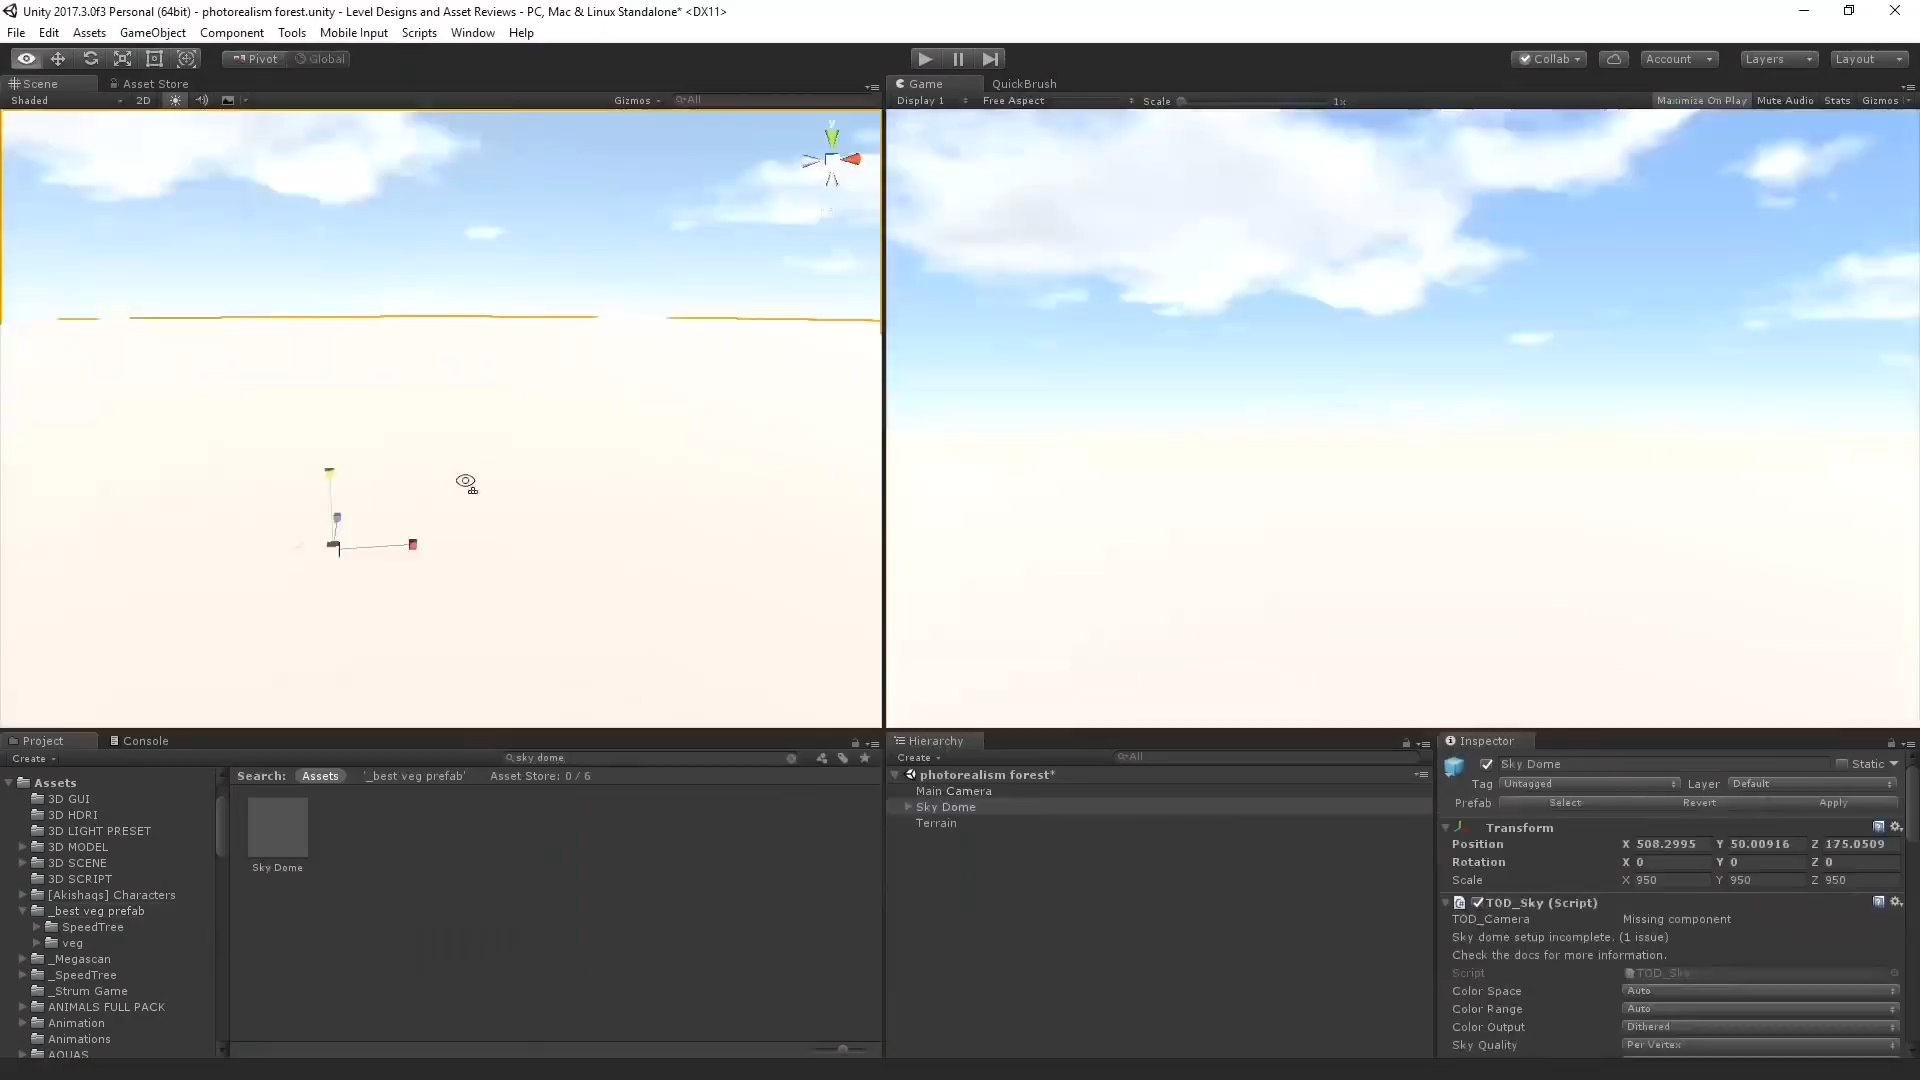 Unity 2017.3.0f3 Personal (64bit) - photorealism forest.unity - Level Designs and Asset Reviews - PC, Mac & Linux Standalone* <DX11>
File Edit Assets GameObject Component Tools Mobile Input Scripts Window Help
Pivot Global Collab Account Layers Layout
Scene Asset Store
Shaded 2D Gizmos All
y
Game QuickBrush
Display 1 Free Aspect Scale 1x Maximize On Play Mute Audio Stats Gizmos
Project Console
Create sky dome
Search: Assets '_best veg prefab' Asset Store: 0 / 6
Assets
3D GUI
3D HDRI
3D LIGHT PRESET
3D MODEL
3D SCENE
3D SCRIPT
[Akishaqs] Characters
_best veg prefab
SpeedTree
veg
_Megascan
_SpeedTree
_Strum Game
ANIMALS FULL PACK
Animation
Animations
AQUAS
Sky Dome
Hierarchy
Create All
photorealism forest*
Main Camera
Sky Dome
Terrain
Inspector
Sky Dome Static
Tag Untagged Layer Default
Prefab Select Revert Apply
Transform
Position X 508.2995 Y 50.00916 Z 175.0509
Rotation X 0 Y 0 Z 0
Scale X 950 Y 950 Z 950
TOD_Sky (Script)
TOD_Camera Missing component
Sky dome setup incomplete. (1 issue)
Check the docs for more information.
Script TOD_Sky
Color Space Auto
Color Range Auto
Color Output Dithered
Sky Quality Per Vertex